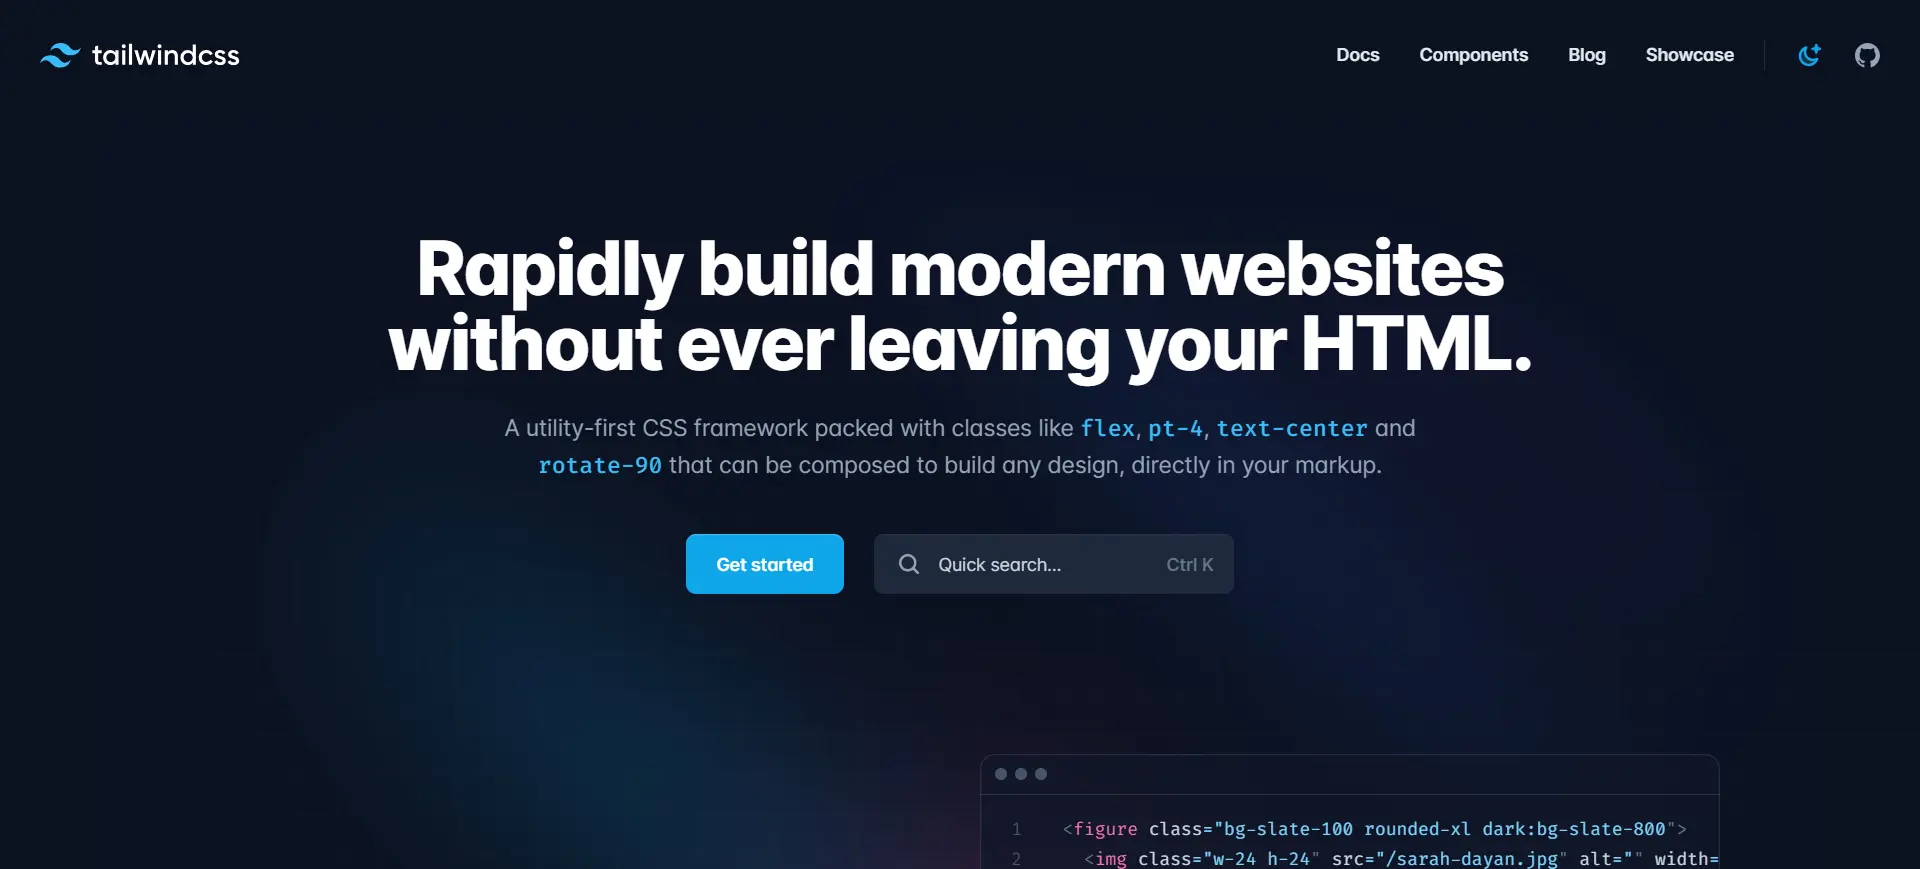 tailwindcss
Docs Components Blog Showcase
Rapidly build modern websites
without ever leaving your HTML.
A utility-first CSS framework packed with classes like flex, pt-4, text-center and
rotate-90 that can be composed to build any design, directly in your markup.
Get started
Quick search... Ctrl K
1 <figure class="bg-slate-100 rounded-xl dark:bg-slate-800">
2 <img class="w-24 h-24" src="/sarah-dayan.jpg" alt="" width=